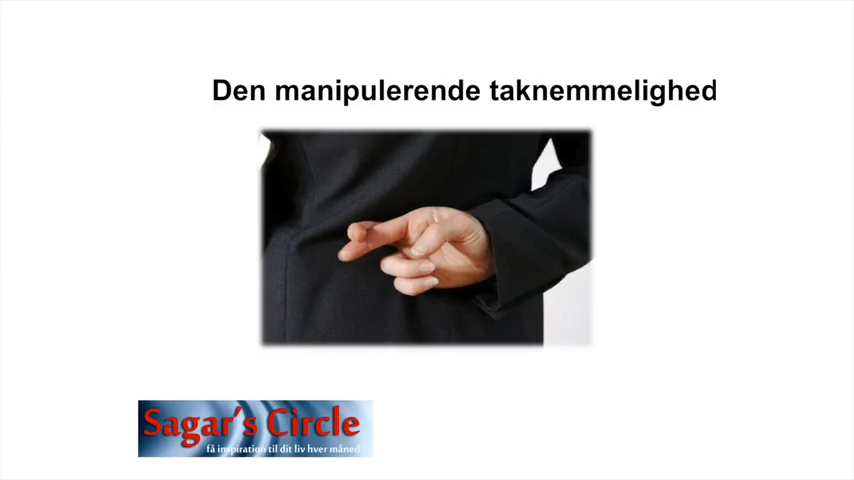 Den manipulerende taknemmelighed
Sagar's Circle
få inspiration til dit liv hver måned